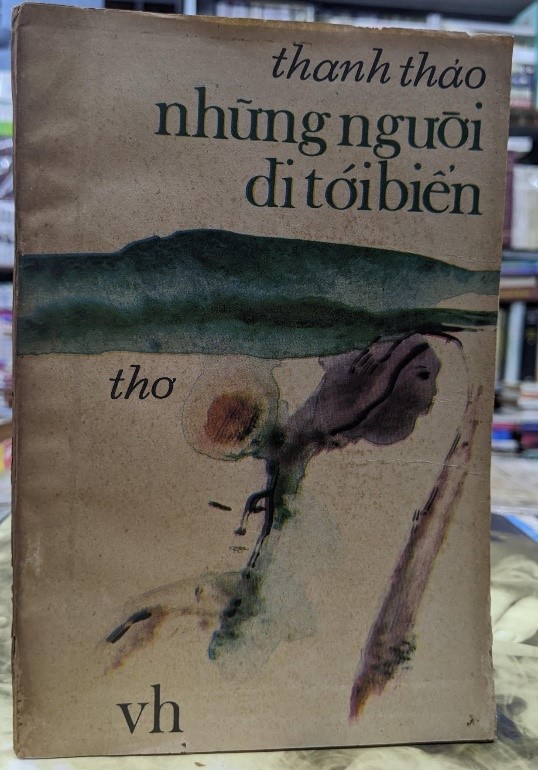 thanh thảo
những người
đi tới biển
thơ
vh